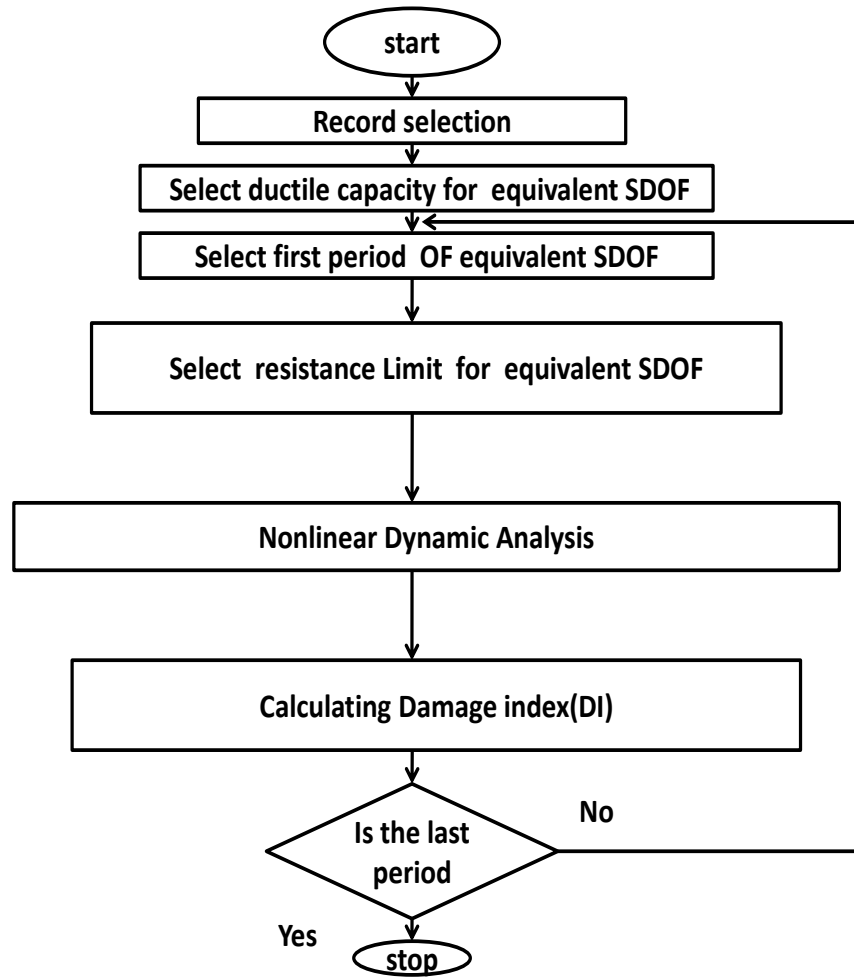 start
Record selection
Select ductile capacity for equivalent SDOF
Select first period OF equivalent SDOF
Select resistance Limit for equivalent SDOF
Nonlinear Dynamic Analysis
Calculating Damage index(DI)
Is the last
period
No
Yes
stop